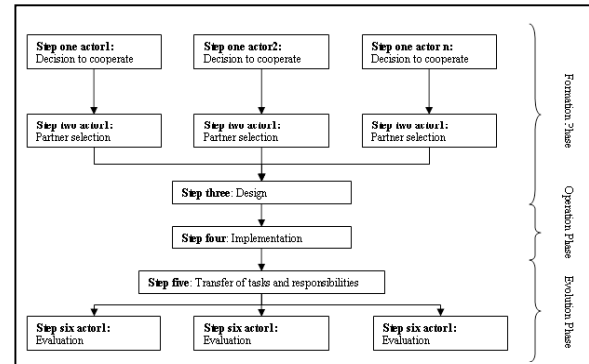 Step one actor1:
Decision to cooperate
Step one actor2:
Decision to cooperate
Step one actor n:
Decision to cooperate
Step two actor1:
Partner selection
Step two actor1:
Partner selection
Step two actor1:
Partner selection
Step three: Design
Step four: Implementation
Step five: Transfer of tasks and responsibilities
Step six actor1:
Evaluation
Step six actor1:
Evaluation
Step six actor1:
Evaluation
Formation Phase
Operation Phase
Evolution Phase